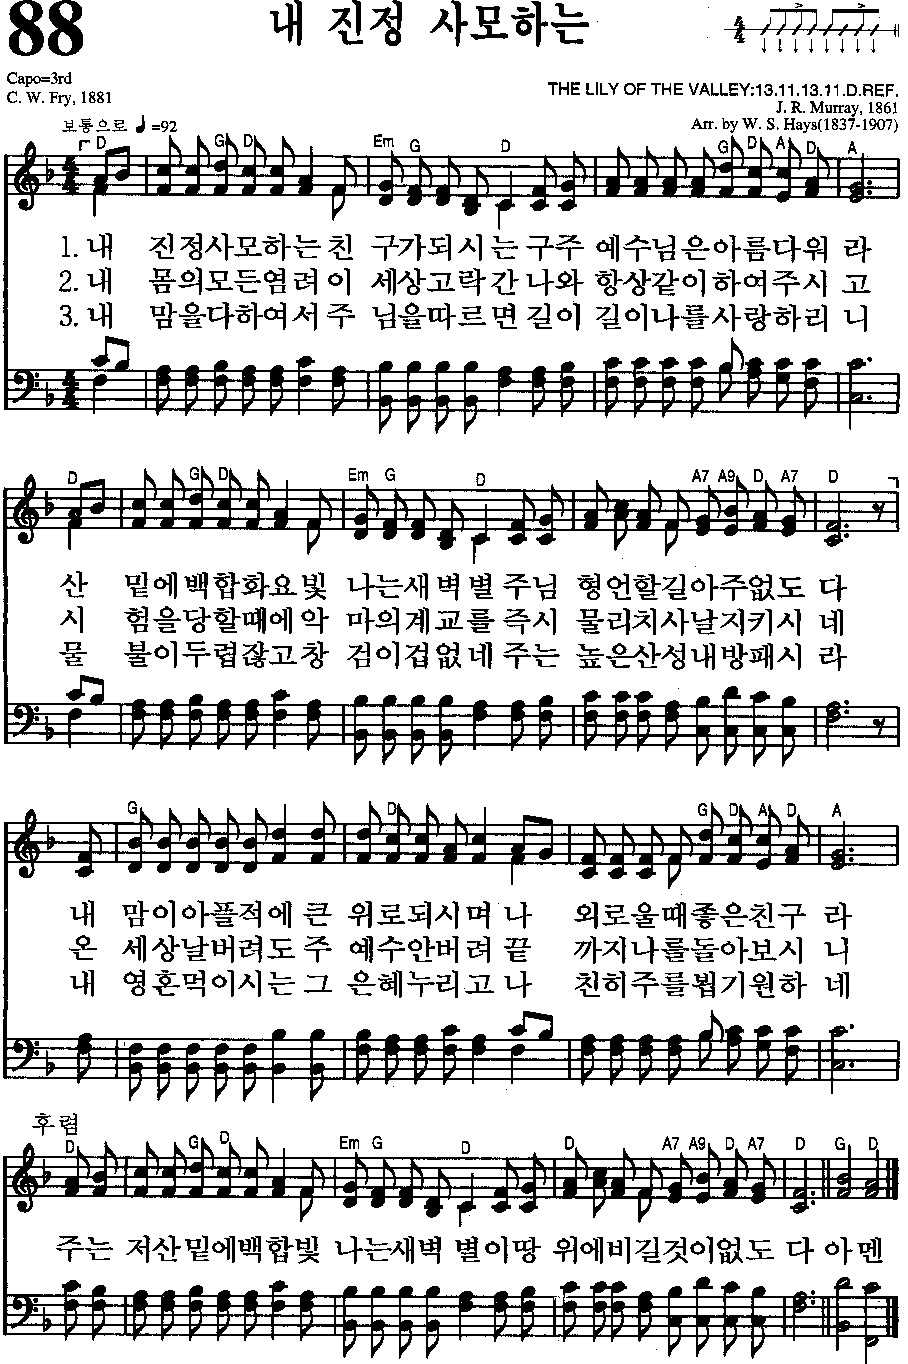 88
내 진정 사모하는
Capo=3rd
C. W. Fry, 1881
THE LILY OF THE VALLEY:13.11.13.11.D.REF.
J. R. Murray, 1861
Arr. by W. S. Hays(1837-1907)
보통으로 ♩=92
D G D Em G D G D A D A
1. 내 진정사모하는친 구가되시는구주 예수님은아름다워 라
2. 내 몸의모든염려이 세상고락간나와 항상같이하여주시 고
3. 내 맘을다하여서주 님을따르면길이 길이나를사랑하리 니
D G D Em G D A7 A9 D A7 D
산 밑에백합화요빛 나는새벽별주님 형언할길아주없도 다
시 험을당할때에악 마의계교를즉시 물리치사날지키시 네
물 불이두렵잖고창 검이겁없네주는 높은산성내방패시 라
G D G D A D A
내 맘이아플적에큰 위로되시며나 외로울때좋은친구 라
온 세상날버려도주 예수안버려끝 까지나를돌아보시 니
내 영혼먹이시는그 은혜누리고나 친히주를뵙기원하 네
후렴
D G D Em G D D A7 A9 D A7 D G D
주는 저산밑에백합빛 나는새벽 별이땅 위에비길것이없도 다 아멘